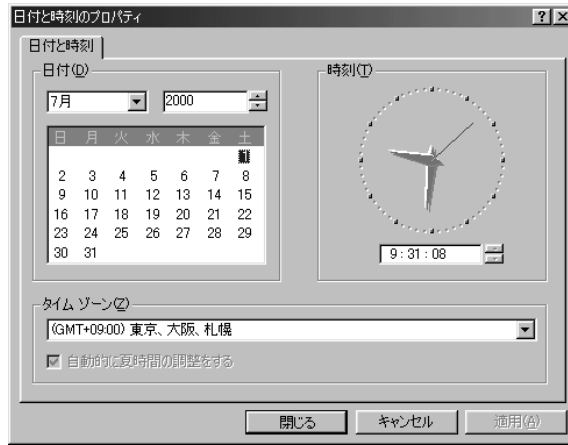 日付と時刻のプロパティ
日付と時刻
日付(D)
7月 2000
日 月 火 水 木 金 土
1
2 3 4 5 6 7 8
9 10 11 12 13 14 15
16 17 18 19 20 21 22
23 24 25 26 27 28 29
30 31
時刻(T)
9:31:08
タイム ゾーン(Z)
(GMT+09:00) 東京、大阪、札幌
自動的に夏時間の調整をする
閉じる キャンセル 適用(A)